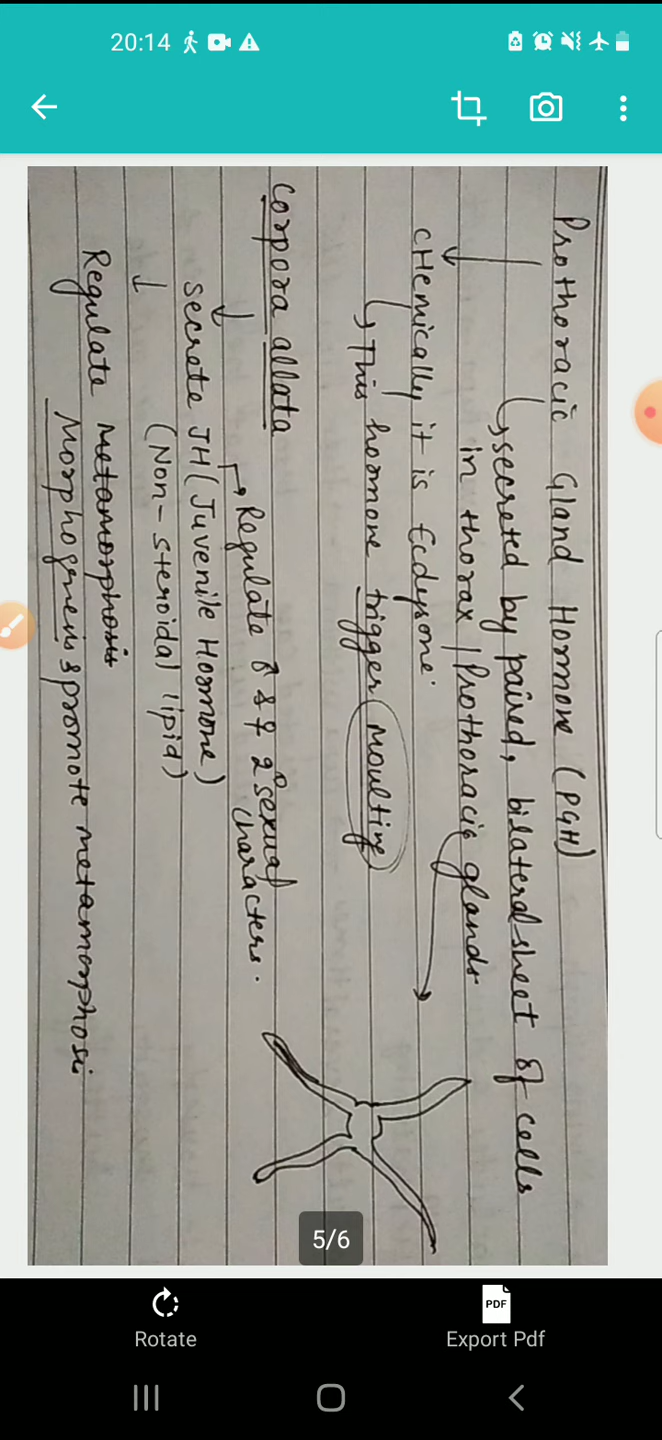 20:14
Prothoracic Gland Hormone (PGH)
secreted by paired, bilateral sheet of cells
in thorax / Prothoracic glands
cHemically it is Ecdysone.
This hormone trigger moulting
Corpora allata
Regulate ♂ & ♀ 2° sexual
characters.
secrete JH (Juvenile Hormone)
(Non-steroidal lipid)
Regulate metamorphosis
Morphogenesis & promote metamorphosi
5/6
Rotate
PDF
Export Pdf